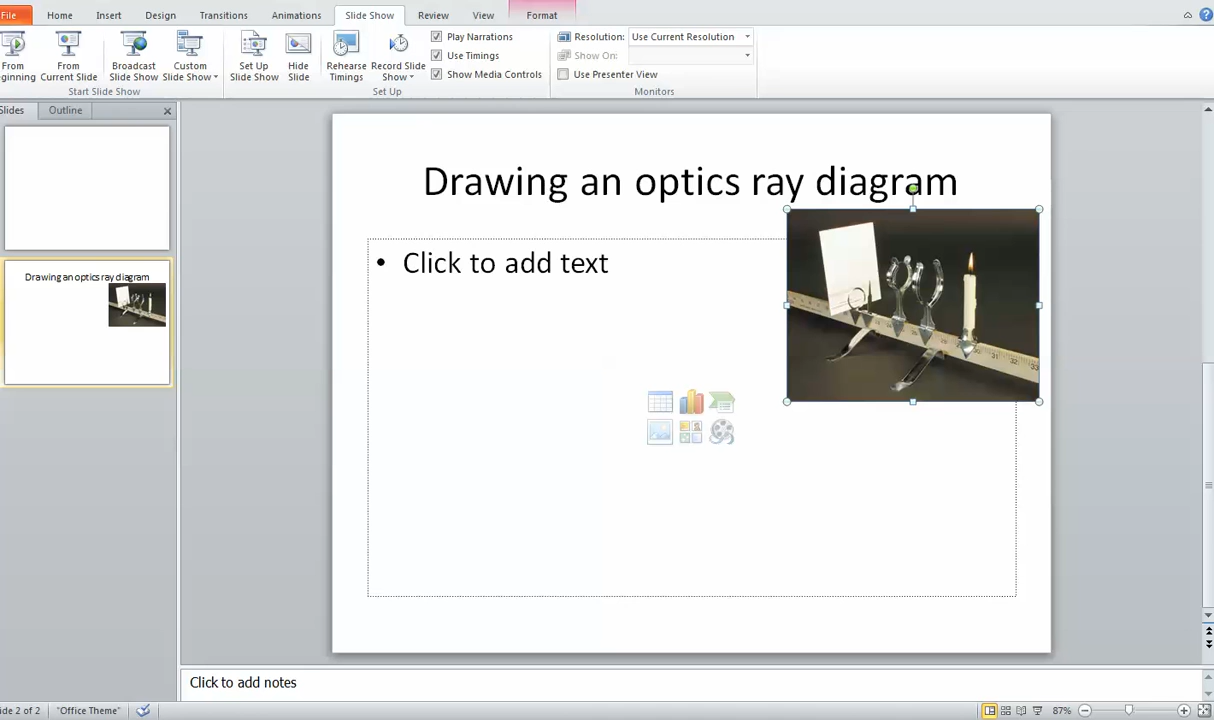 File Home Insert Design Transitions Animations Slide Show Review View Format
From Beginning
From Current Slide
Broadcast Slide Show
Custom Slide Show
Set Up Slide Show
Hide Slide
Rehearse Timings
Record Slide Show
Play Narrations
Use Timings
Show Media Controls
Resolution: Use Current Resolution
Show On:
Use Presenter View
Start Slide Show
Set Up
Monitors
Slides Outline
Drawing an optics ray diagram
Drawing an optics ray diagram
• Click to add text
Click to add notes
ide 2 of 2 "Office Theme" 87%